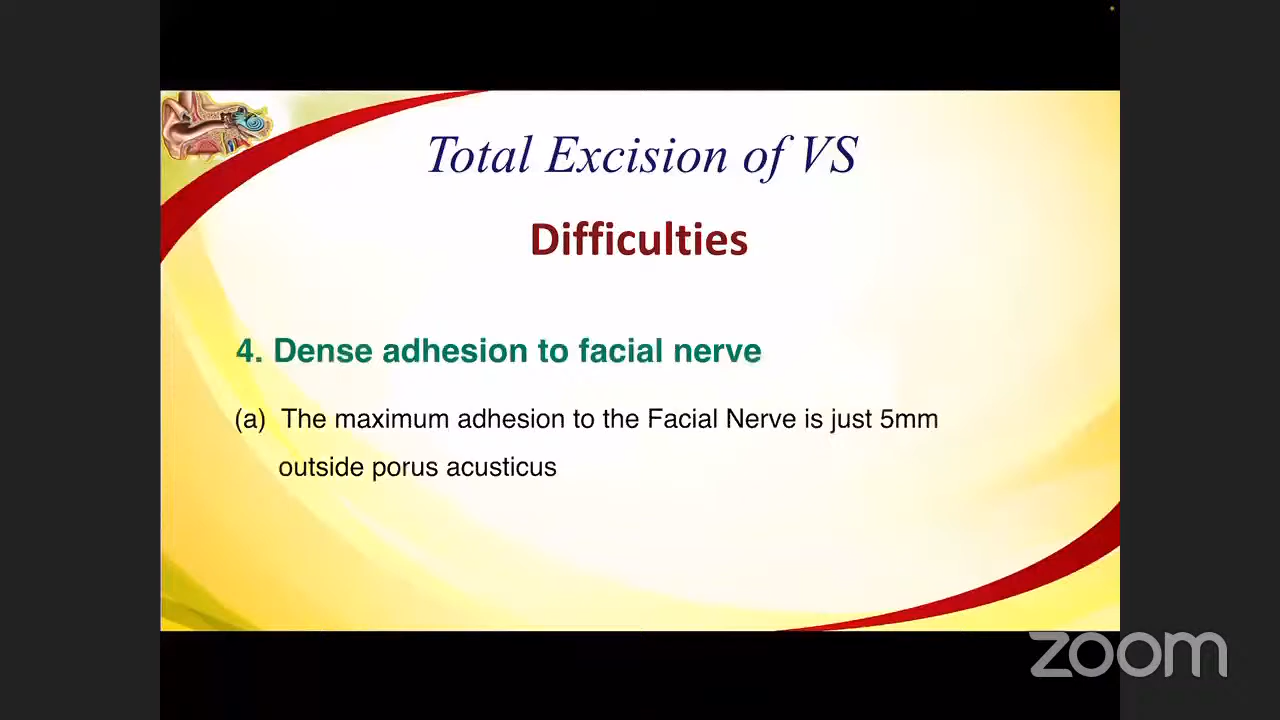 Total Excision of VS
Difficulties
4. Dense adhesion to facial nerve
(a) The maximum adhesion to the Facial Nerve is just 5mm
outside porus acusticus
zoom